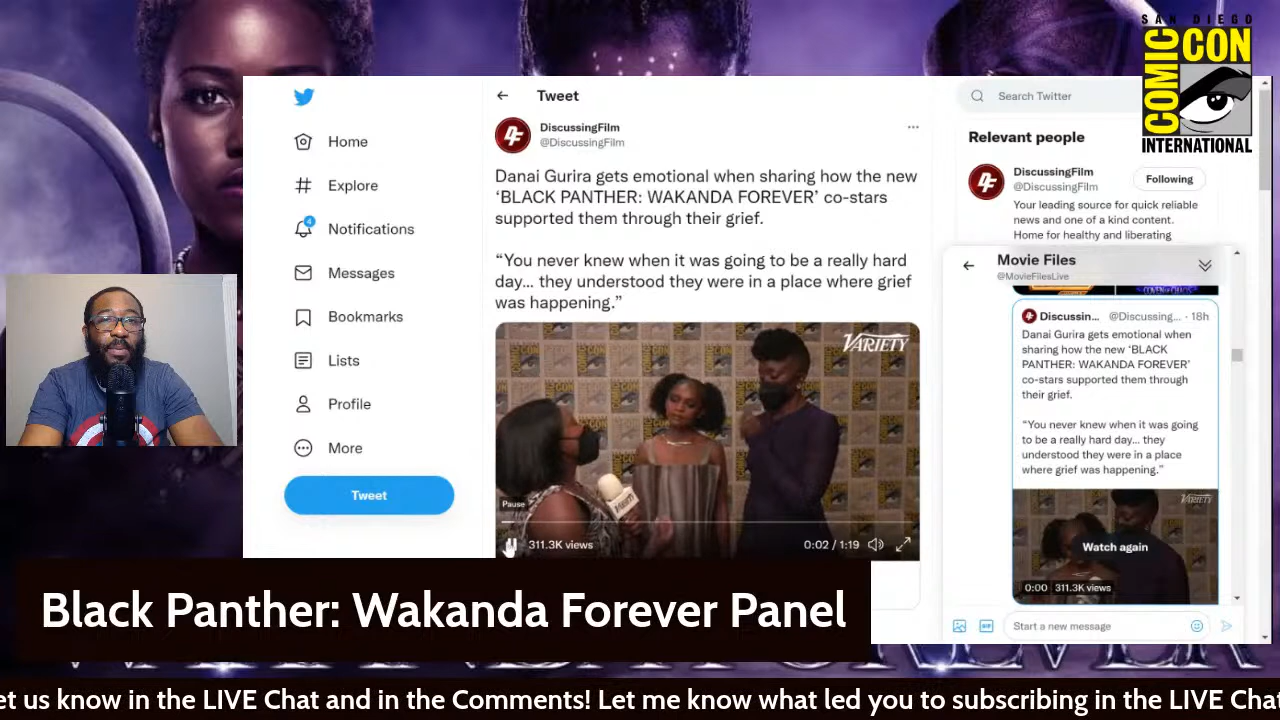 SAN DIEGO
COMIC
CON
INTERNATIONAL
Tweet
Search Twitter
Home
Explore
4
Notifications
Messages
Bookmarks
Lists
Profile
More
Tweet
DiscussingFilm
@DiscussingFilm
Danai Gurira gets emotional when sharing how the new
‘BLACK PANTHER: WAKANDA FOREVER’ co-stars
supported them through their grief.
“You never knew when it was going to be a really hard
day... they understood they were in a place where grief
was happening.”
VARIETY
Pause
311.3K views
0:02 / 1:19
Relevant people
DiscussingFilm
@DiscussingFilm
Following
Your leading source for quick reliable
news and one of a kind content.
Home for healthy and liberating
Movie Files
@MovieFilesLive
Discussin... @Discussing... · 18h
Danai Gurira gets emotional when
sharing how the new ‘BLACK
PANTHER: WAKANDA FOREVER’
co-stars supported them through
their grief.
“You never knew when it was going
to be a really hard day... they
understood they were in a place
where grief was happening.”
VARIETY
Watch again
0:00 311.3K views
GIF
Start a new message
Black Panther: Wakanda Forever Panel
et us know in the LIVE Chat and in the Comments! Let me know what led you to subscribing in the LIVE Chat